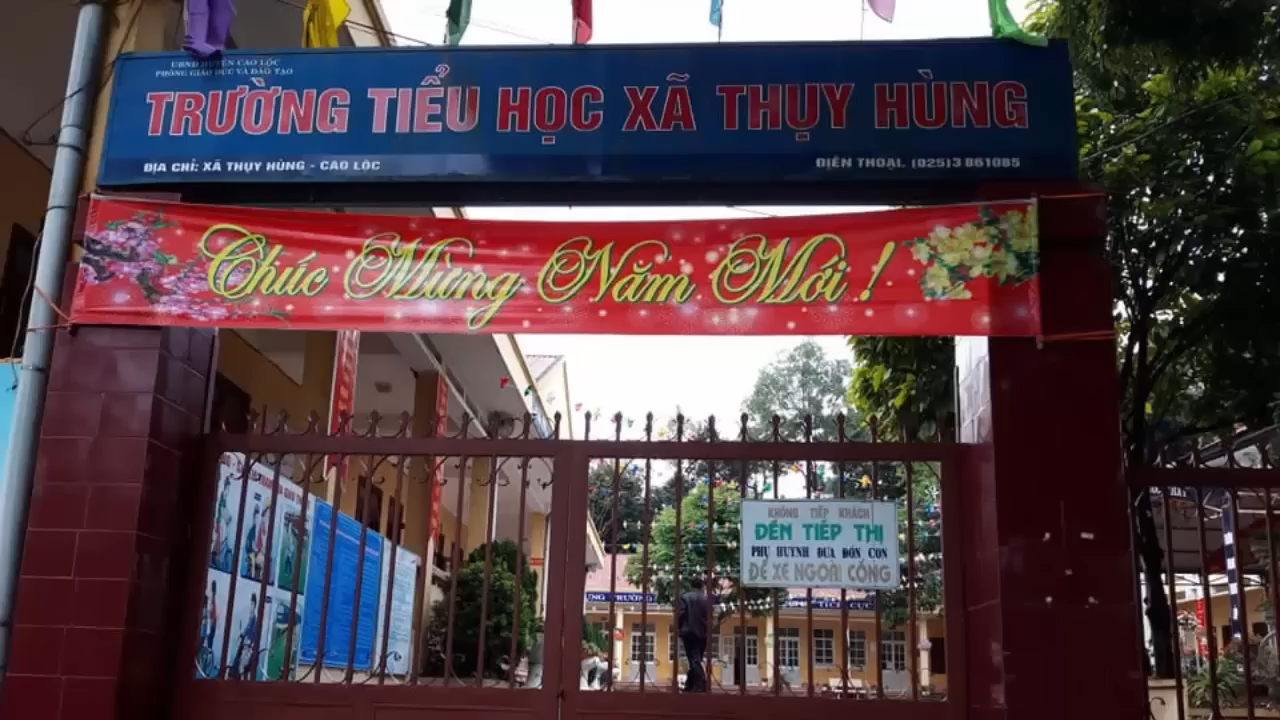 UBND HUYỆN CAO LỘC
PHÒNG GIÁO DỤC VÀ ĐÀO TẠO
TRƯỜNG TIỂU HỌC XÃ THỤY HÙNG
ĐỊA CHỈ: XÃ THỤY HÙNG - CAO LỘC
ĐIỆN THOẠI. (025)3 861085
Chúc Mừng Năm Mới !
KHÔNG TIẾP KHÁCH
ĐẾN TIẾP THỊ
PHỤ HUYNH ĐƯA ĐÓN CON
ĐỂ XE NGOÀI CỔNG